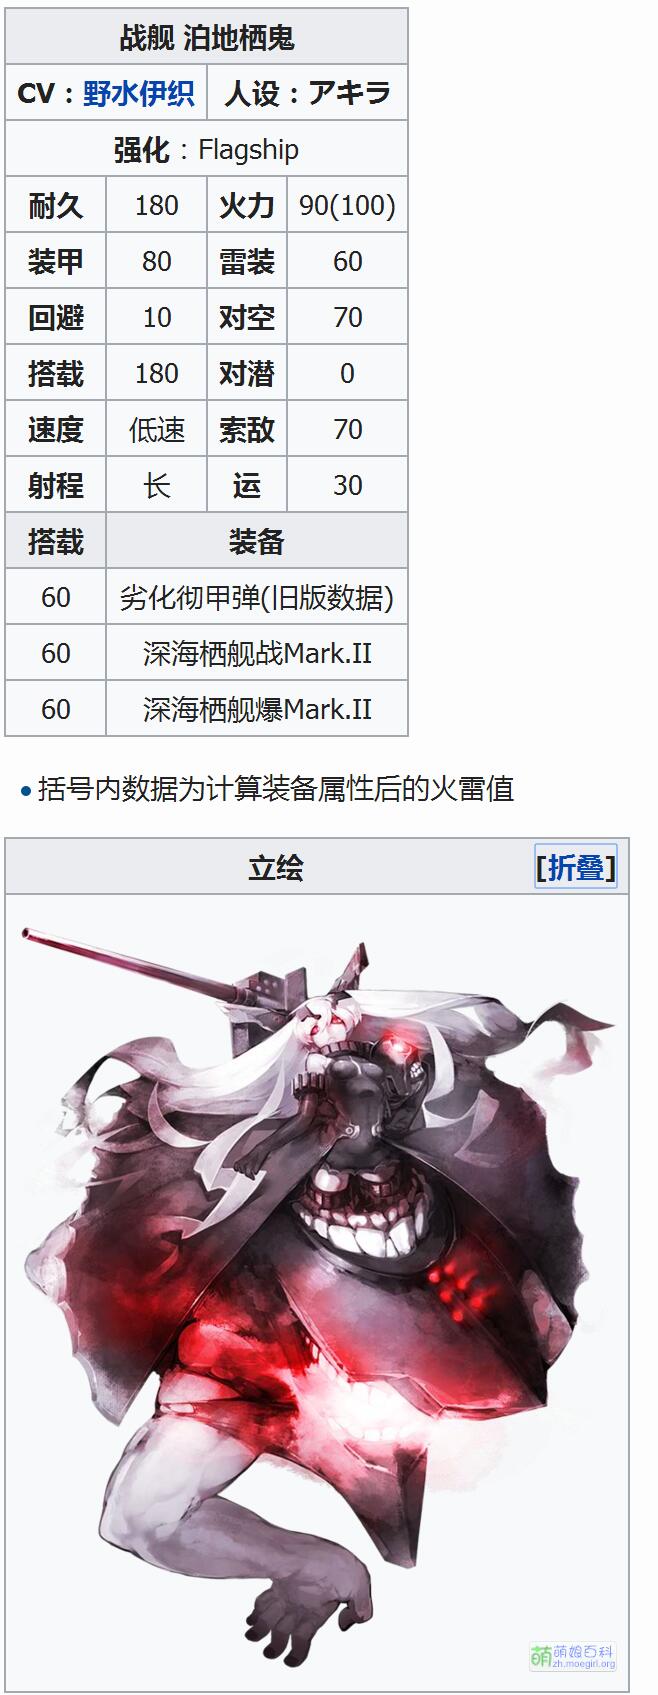 战舰 泊地栖鬼
CV：野水伊织 人设：アキラ
强化：Flagship
耐久 180 火力 90(100)
装甲 80 雷装 60
回避 10 对空 70
搭载 180 对潜 0
速度 低速 索敌 70
射程 长 运 30
搭载 装备
60 劣化彻甲弹(旧版数据)
60 深海栖舰战Mark.II
60 深海栖舰爆Mark.II
括号内数据为计算装备属性后的火雷值
立绘 [折叠]
萌 萌娘百科
zh.moegirl.org